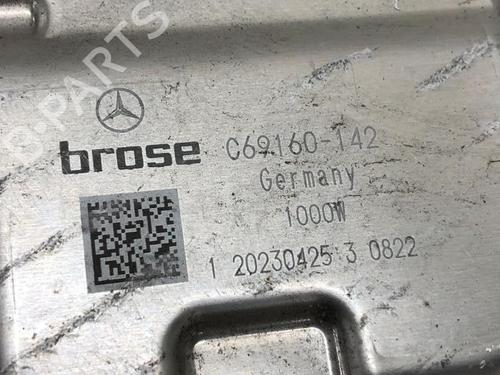 B-PARTS
brose C69160-142
Germany
1000W
1 20230425 3 0822